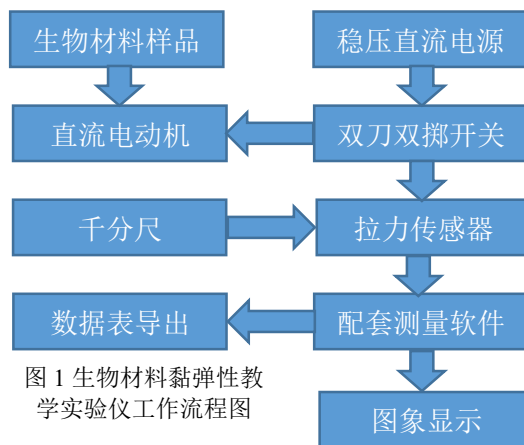 生物材料样品
稳压直流电源
直流电动机
双刀双掷开关
千分尺
拉力传感器
数据表导出
配套测量软件
图 1 生物材料黏弹性教
学实验仪工作流程图
图象显示